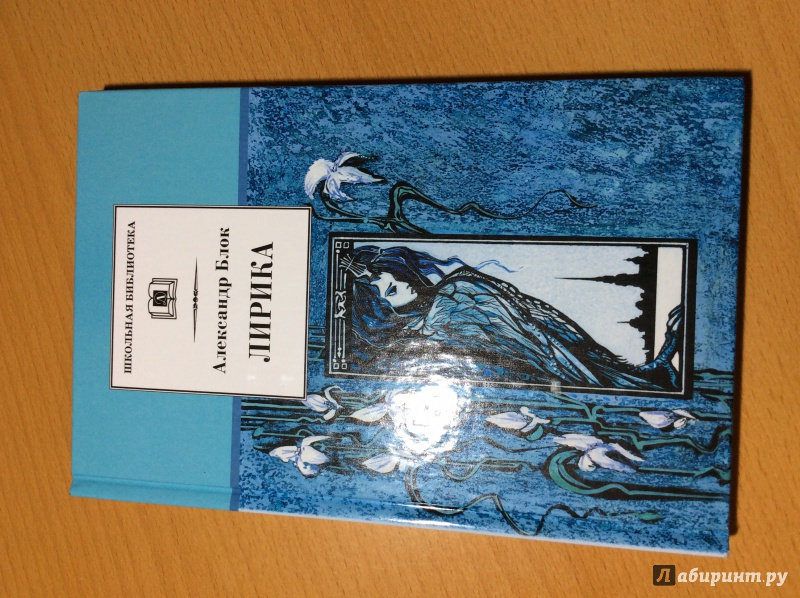 ШКОЛЬНАЯ БИБЛИОТЕКА
Александр Блок
ЛИРИКА
Лабиринт.ру